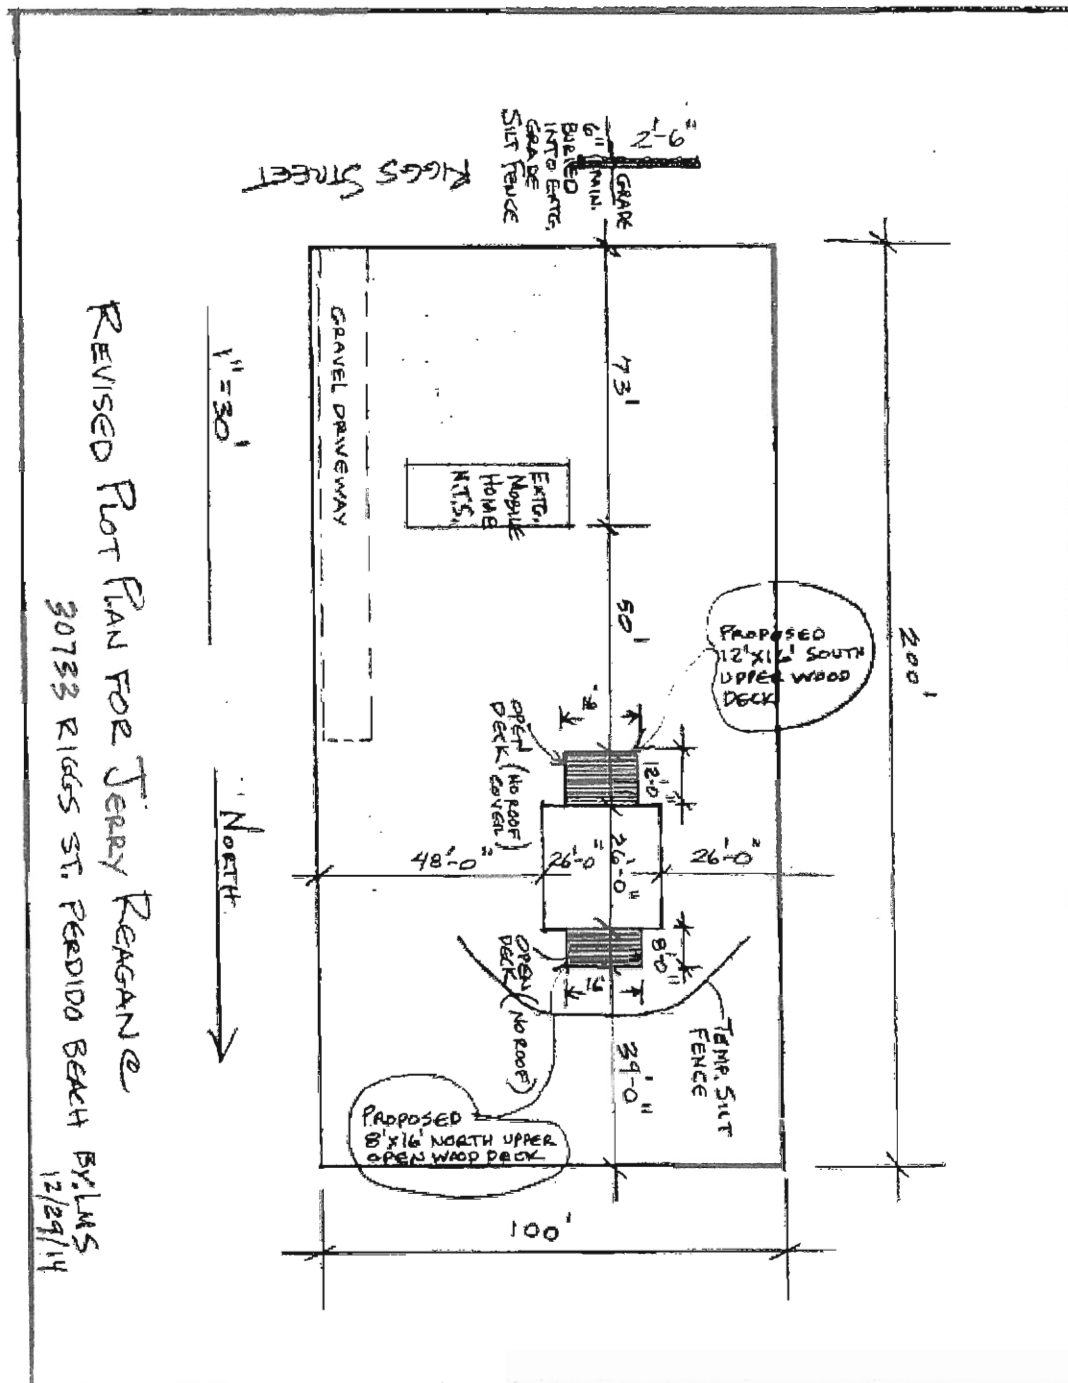 2'-6"
GRADE
6" MIN.
BURIED
INTO EXTG.
GRADE
SILT FENCE
RIGGS STREET
GRAVEL DRIVEWAY
73'
EXTG.
MOBILE
HOME
N.T.S.
50'
200'
PROPOSED
12'X16' SOUTH
UPPER WOOD
DECK
OPEN
DECK (NO ROOF
COVER)
12'-0"
48'-0"
26'-0"
26'-0"
26'-0"
8'-0"
16'
OPEN
DECK (NO ROOF)
39'-0"
TEMP. SILT
FENCE
PROPOSED
8'X16' NORTH UPPER
OPEN WOOD DECK
100'
1"=30'
NORTH
REVISED PLOT PLAN FOR JERRY REAGAN@
30733 RIGGS ST. PERDIDO BEACH BY: LMS
12/29/14